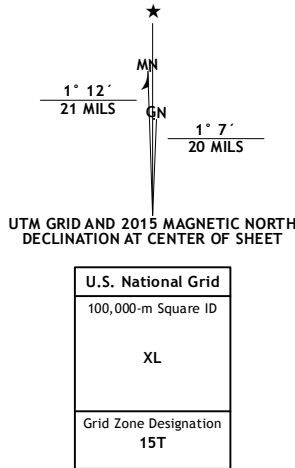 ★
MN
1° 12´
21 MILS
GN
1° 7´
20 MILS
UTM GRID AND 2015 MAGNETIC NORTH
DECLINATION AT CENTER OF SHEET
U.S. National Grid
100,000-m Square ID
XL
Grid Zone Designation
15T